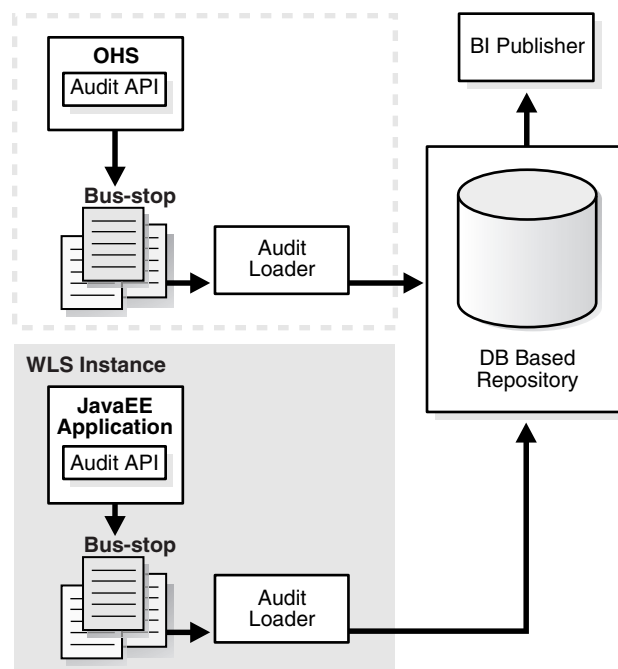 OHS
Audit API
BI Publisher
Bus-stop
Audit
Loader
DB Based
Repository
WLS Instance
JavaEE
Application
Audit API
Bus-stop
Audit
Loader